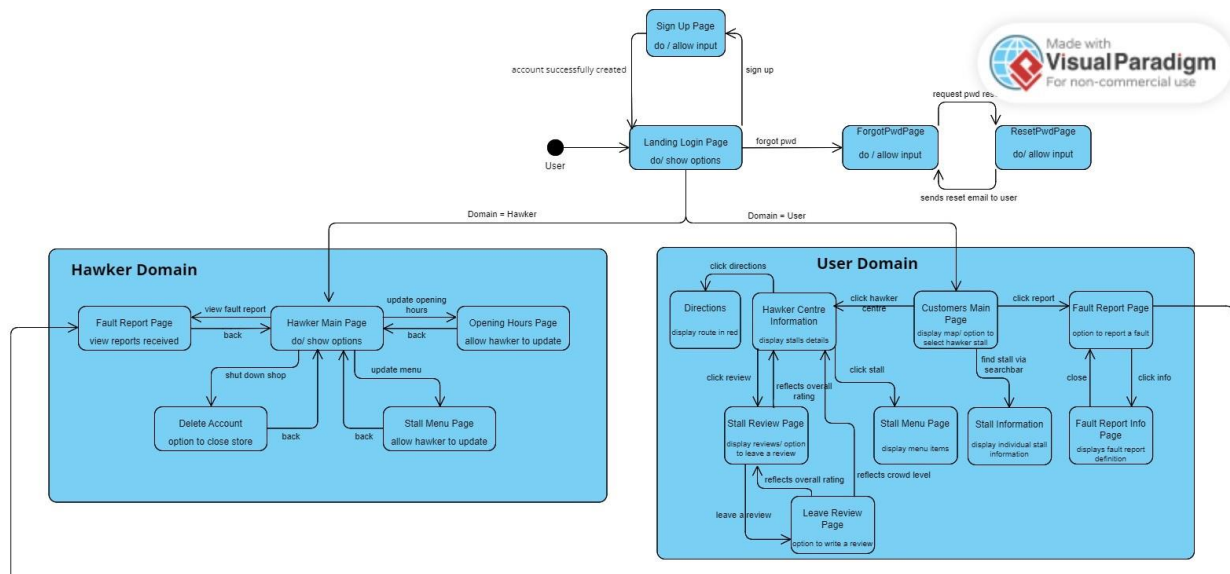 Sign Up Page
do / allow input
Made with
Visual Paradigm
For non-commercial use
account successfully created
sign up
request pwd res
Landing Login Page
do/ show options
User
forgot pwd
ForgotPwdPage
do / allow input
ResetPwdPage
do/ allow input
sends reset email to user
Domain = Hawker
Domain = User
Hawker Domain
view fault report
update opening
hours
Fault Report Page
view reports received
back
Hawker Main Page
do/ show options
back
Opening Hours Page
allow hawker to update
shut down shop
update menu
Delete Account
option to close store
back
back
Stall Menu Page
allow hawker to update
User Domain
click directions
Directions
display route in red
Hawker Centre
Information
display stalls details
click hawker
centre
Customers Main
Page
display map/ option to
select hawker stall
click report
Fault Report Page
option to report a fault
click review
reflects overall
rating
click stall
find stall via
searchbar
close
click info
Stall Review Page
display reviews/ option
to leave a review
Stall Menu Page
display menu items
Stall Information
display individual stall
information
Fault Report Info
Page
displays fault report
definition
reflects overall rating
reflects crowd level
leave a review
Leave Review
Page
option to write a review